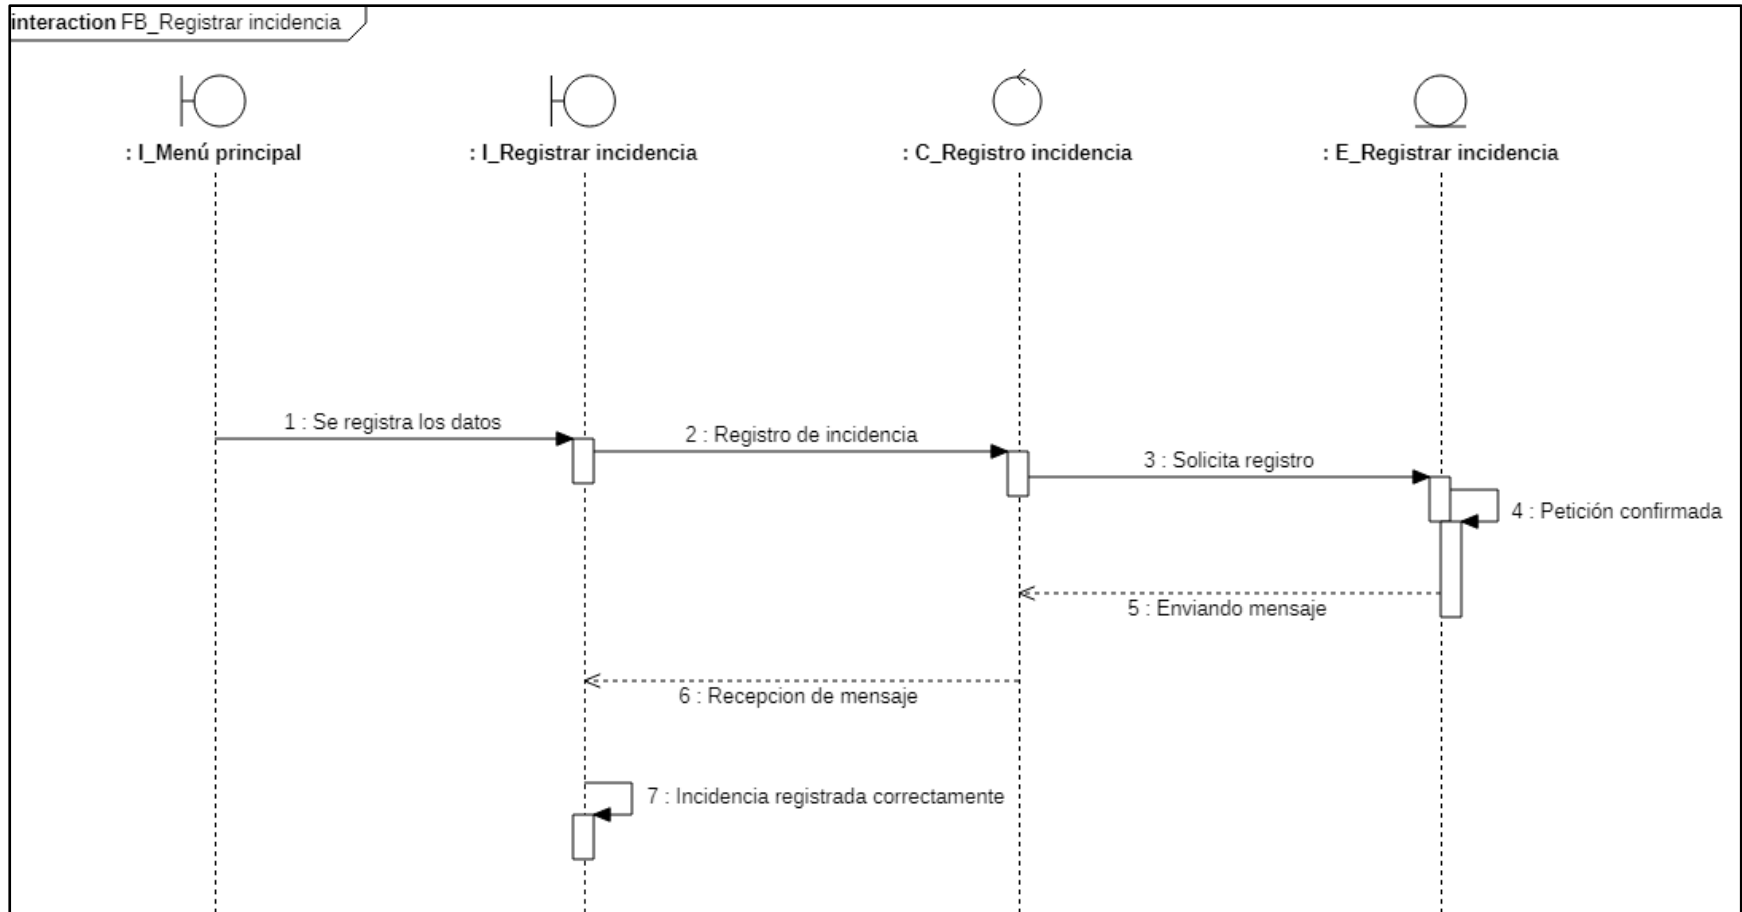 interaction FB_Registrar incidencia
: I_Menú principal
: I_Registrar incidencia
: C_Registro incidencia
: E_Registrar incidencia
1 : Se registra los datos
2 : Registro de incidencia
3 : Solicita registro
4 : Petición confirmada
5 : Enviando mensaje
6 : Recepcion de mensaje
7 : Incidencia registrada correctamente